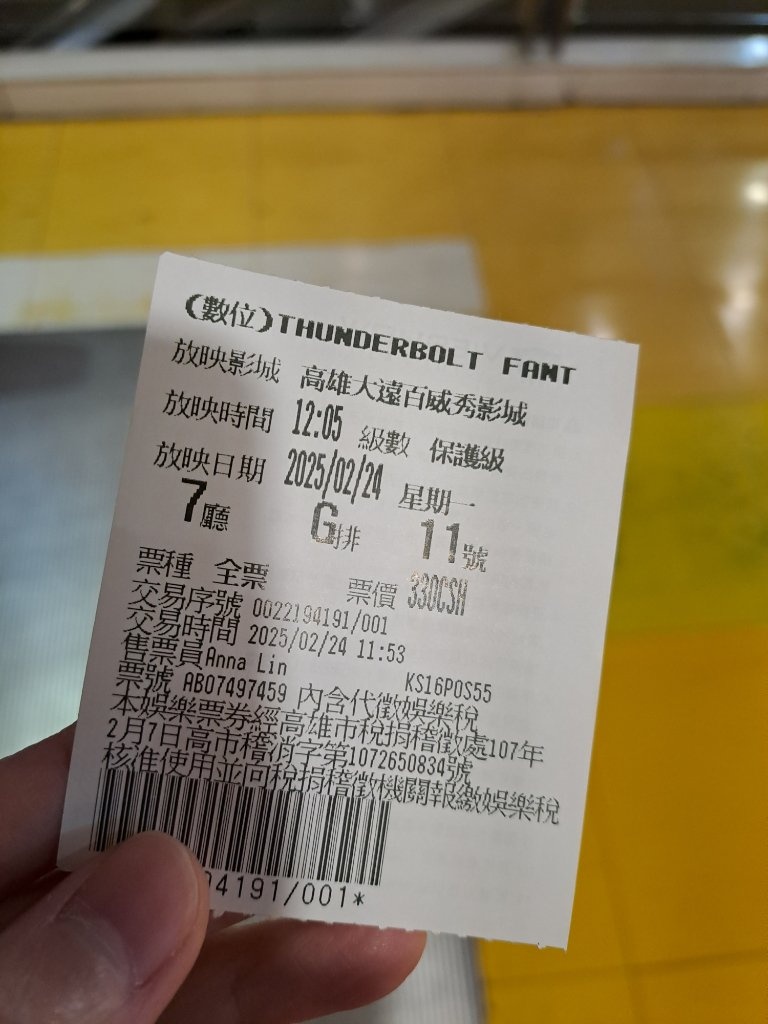 (數位)THUNDERBOLT FANT
放映影城 高雄大遠百威秀影城
放映時間 12:05 級數 保護級
放映日期 2025/02/24 星期一
7廳 G排 11號
票種 全票 票價 330CSH
交易序號 0022194191/001
交易時間 2025/02/24 11:53
售票員Anna Lin KS16POS55
票號 AB07497459 內含代徵娛樂稅
本娛樂票券經高雄市稅捐稽徵處107年
2月7日高市稽消字第1072650834號
核准使用並回稅捐稽徵機關報繳娛樂稅
94191/001*